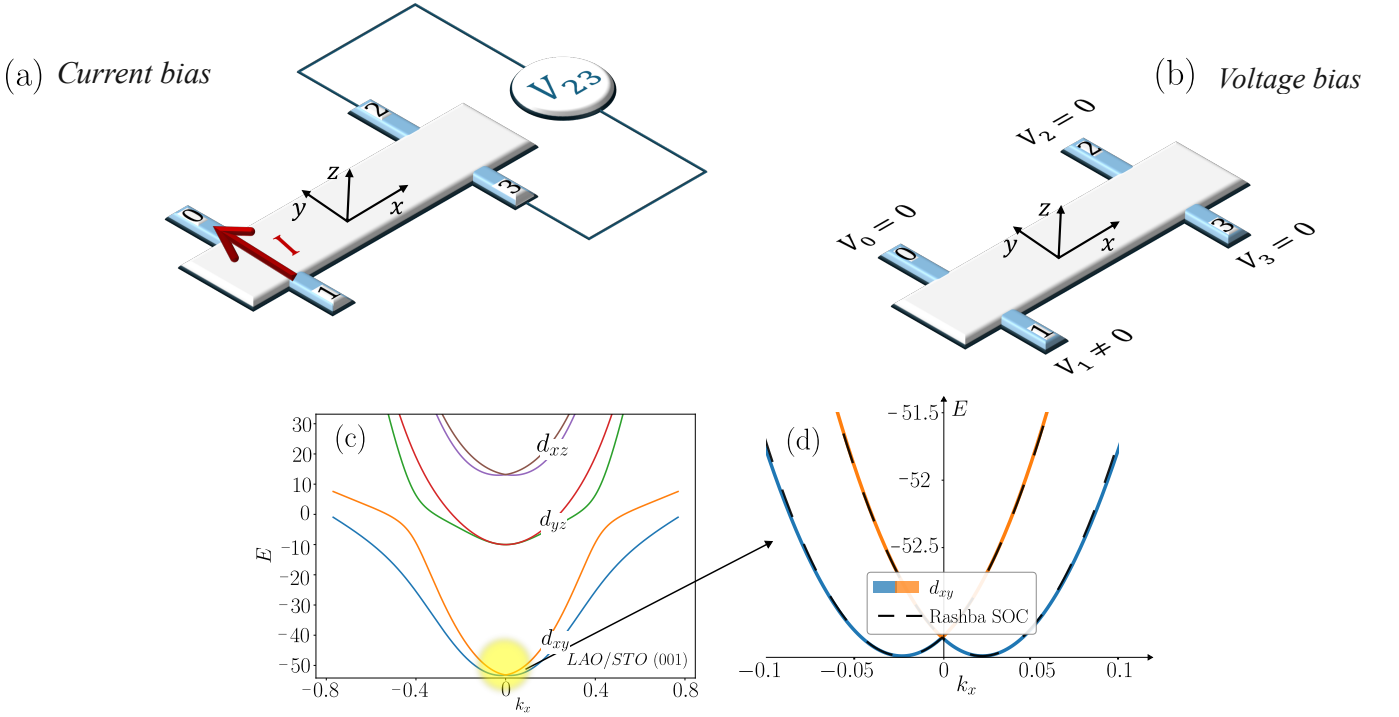 (a) Current bias
V23
2
3
z
y
x
0
I
1
(b) Voltage bias
V2 = 0
2
3
V3 = 0
z
y
x
V0 = 0
0
1
V1 ≠ 0
(c)
30
20
10
0
−10
−20
−30
−40
−50
E
dxz
dyz
dxy
LAO/STO (001)
−0.8
−0.4
0
0.4
0.8
kx
(d)
E
−51.5
−52
−52.5
dxy
Rashba SOC
−0.1
−0.05
0
0.05
0.1
kx